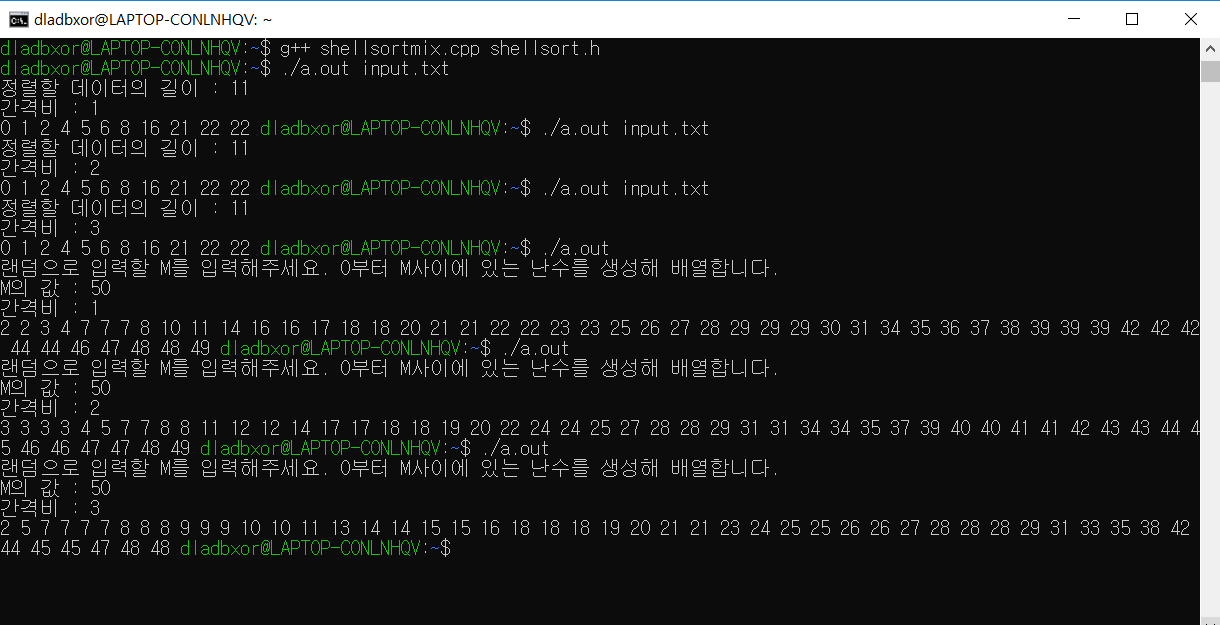 dladbxor@LAPTOP-CONLNHQV: ~
dladbxor@LAPTOP-CONLNHQV:~$ g++ shellsortmix.cpp shellsort.h
dladbxor@LAPTOP-CONLNHQV:~$ ./a.out input.txt
정렬할 데이터의 길이 : 11
간격비 : 1
0 1 2 4 5 6 8 16 21 22 22 dladbxor@LAPTOP-CONLNHQV:~$ ./a.out input.txt
정렬할 데이터의 길이 : 11
간격비 : 2
0 1 2 4 5 6 8 16 21 22 22 dladbxor@LAPTOP-CONLNHQV:~$ ./a.out input.txt
정렬할 데이터의 길이 : 11
간격비 : 3
0 1 2 4 5 6 8 16 21 22 22 dladbxor@LAPTOP-CONLNHQV:~$ ./a.out
랜덤으로 입력할 M를 입력해주세요. 0부터 M사이에 있는 난수를 생성해 배열합니다.
M의 값 : 50
간격비 : 1
2 2 3 4 7 7 7 8 10 11 14 16 16 17 18 18 20 21 21 22 22 23 23 25 26 27 28 29 29 29 30 31 34 35 36 37 38 39 39 39 42 42 42
44 44 46 47 48 48 49 dladbxor@LAPTOP-CONLNHQV:~$ ./a.out
랜덤으로 입력할 M를 입력해주세요. 0부터 M사이에 있는 난수를 생성해 배열합니다.
M의 값 : 50
간격비 : 2
3 3 3 3 4 5 7 7 8 8 11 12 12 14 17 17 18 18 19 20 22 24 24 25 27 28 28 29 31 31 34 34 35 37 39 40 40 41 41 42 43 43 44 4
5 46 46 47 47 48 49 dladbxor@LAPTOP-CONLNHQV:~$ ./a.out
랜덤으로 입력할 M를 입력해주세요. 0부터 M사이에 있는 난수를 생성해 배열합니다.
M의 값 : 50
간격비 : 3
2 5 7 7 7 7 8 8 8 9 9 9 10 10 11 13 14 14 15 15 16 18 18 18 19 20 21 21 23 24 25 25 26 26 27 28 28 28 29 31 33 35 38 42
44 45 45 47 48 48 dladbxor@LAPTOP-CONLNHQV:~$